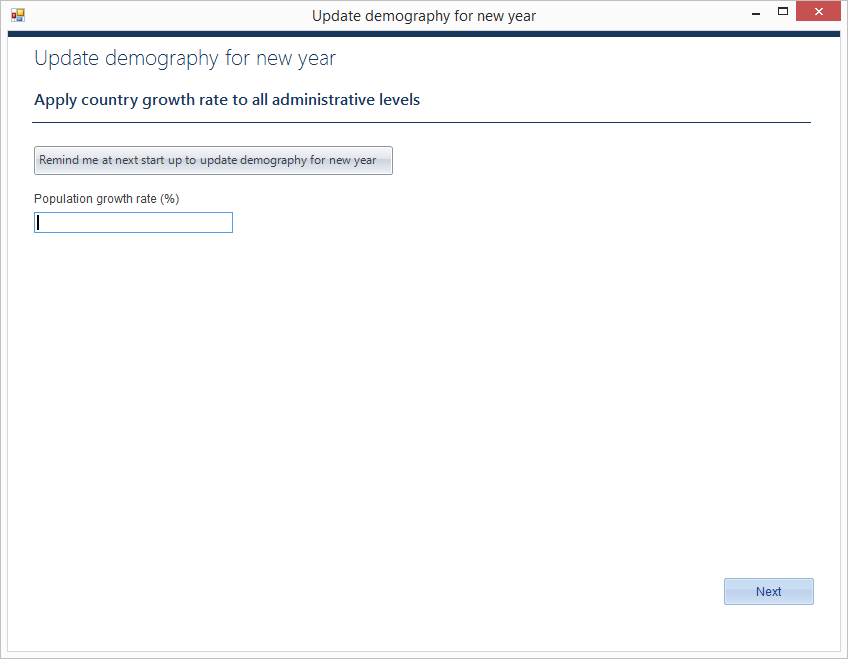 Update demography for new year
Update demography for new year
Apply country growth rate to all administrative levels
Remind me at next start up to update demography for new year
Population growth rate (%)
Next